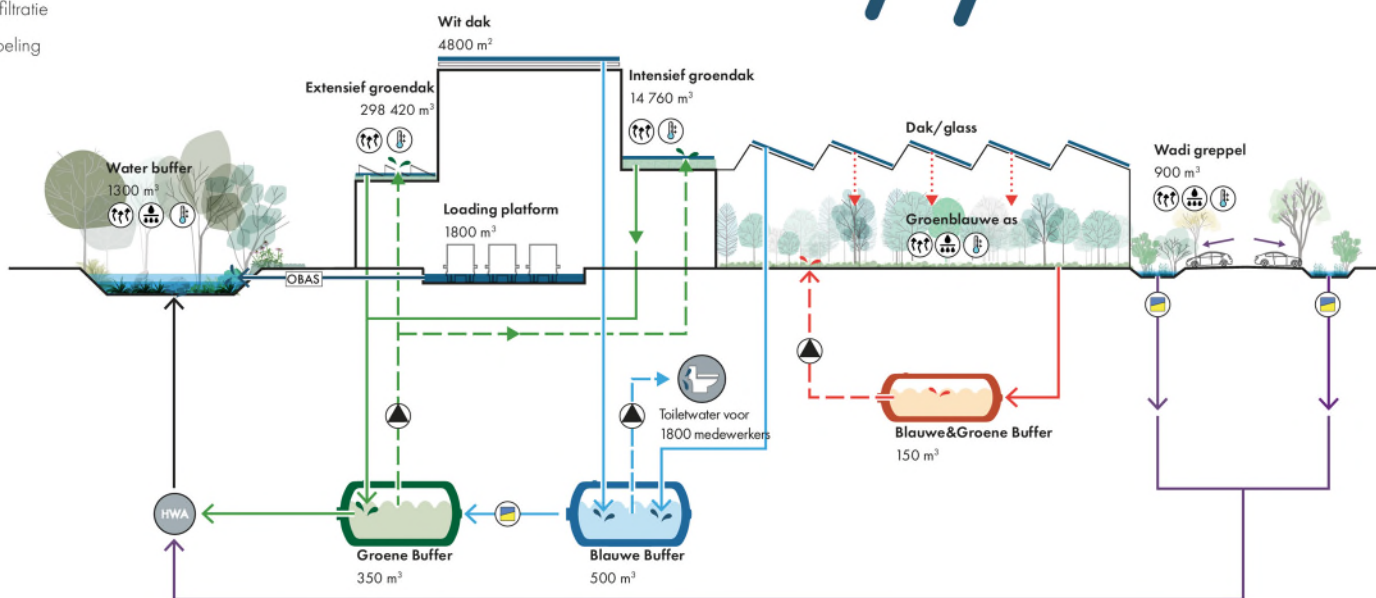 filtratie
Wit dak
4800 m²
Extensief groendak
298 420 m³
Intensief groendak
14 760 m³
Dak/glass
Wadi greppel
900 m³
Water buffer
1300 m³
Loading platform
1800 m³
Groenblauwe as
OBAS
Toiletwater voor
1800 medewerkers
Blauwe&Groene Buffer
150 m³
HWA
Groene Buffer
350 m³
Blauwe Buffer
500 m³